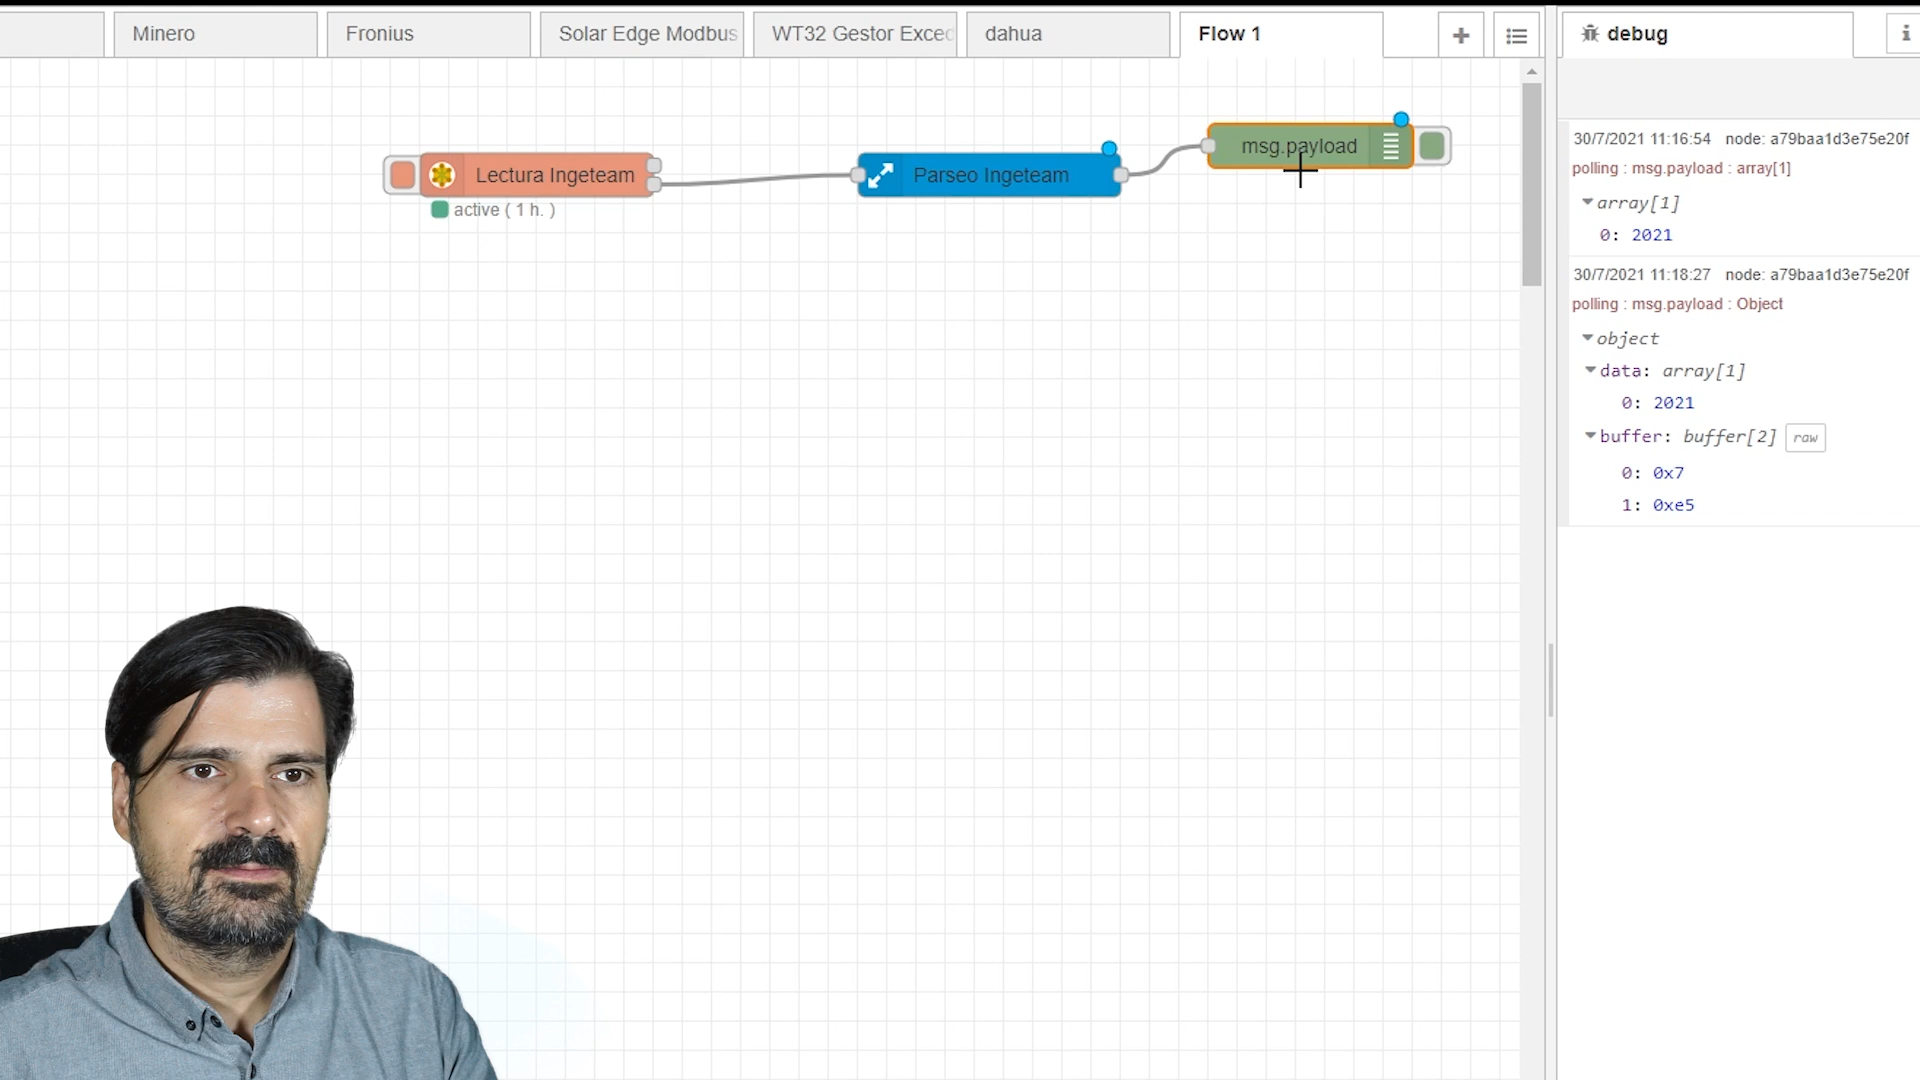 Minero
Fronius
Solar Edge Modbus
WT32 Gestor Exced
dahua
Flow 1
debug
Lectura Ingeteam
active ( 1 h. )
Parseo Ingeteam
msg.payload
30/7/2021 11:16:54 node: a79baa1d3e75e20f
polling : msg.payload : array[1]
array[1]
0: 2021
30/7/2021 11:18:27 node: a79baa1d3e75e20f
polling : msg.payload : Object
object
data: array[1]
0: 2021
buffer: buffer[2] raw
0: 0x7
1: 0xe5